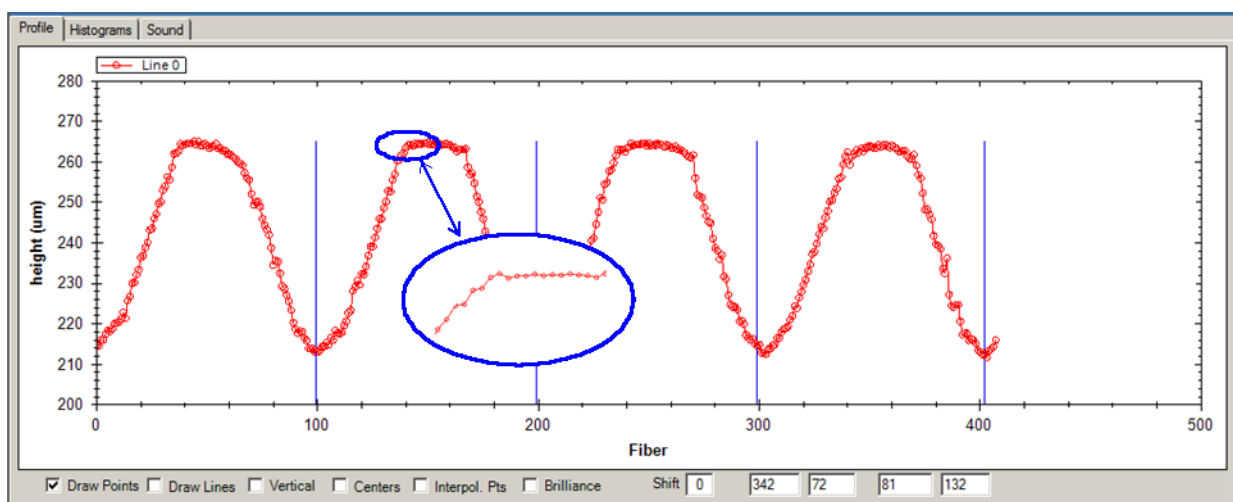 Profile Histograms Sound
Line 0
280
270
260
250
240
230
220
210
200
height (um)
0 100 200 300 400 500
Fiber
Draw Points Draw Lines Vertical Centers Interpol. Pts Brilliance Shift 0 342 72 81 132